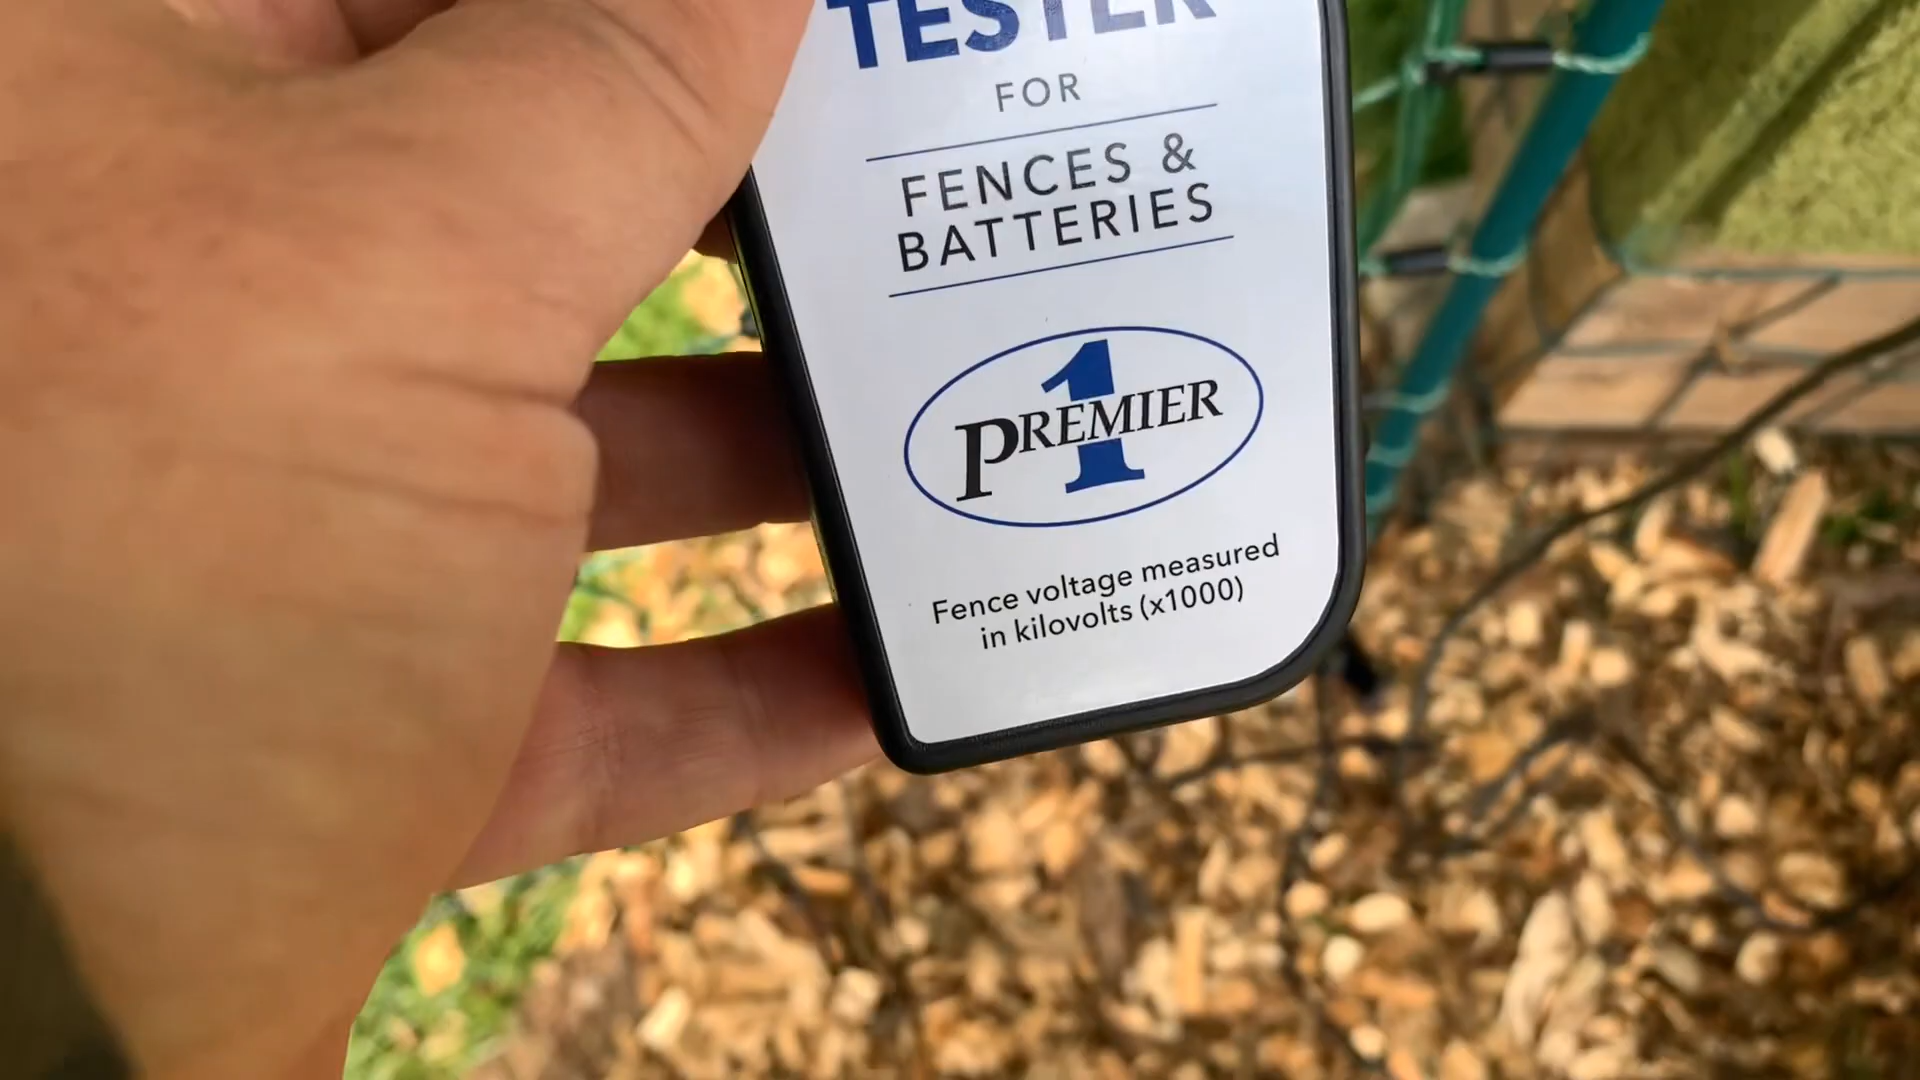 TESTER
FOR
FENCES &
BATTERIES
1
PREMIER
Fence voltage measured
in kilovolts (x1000)